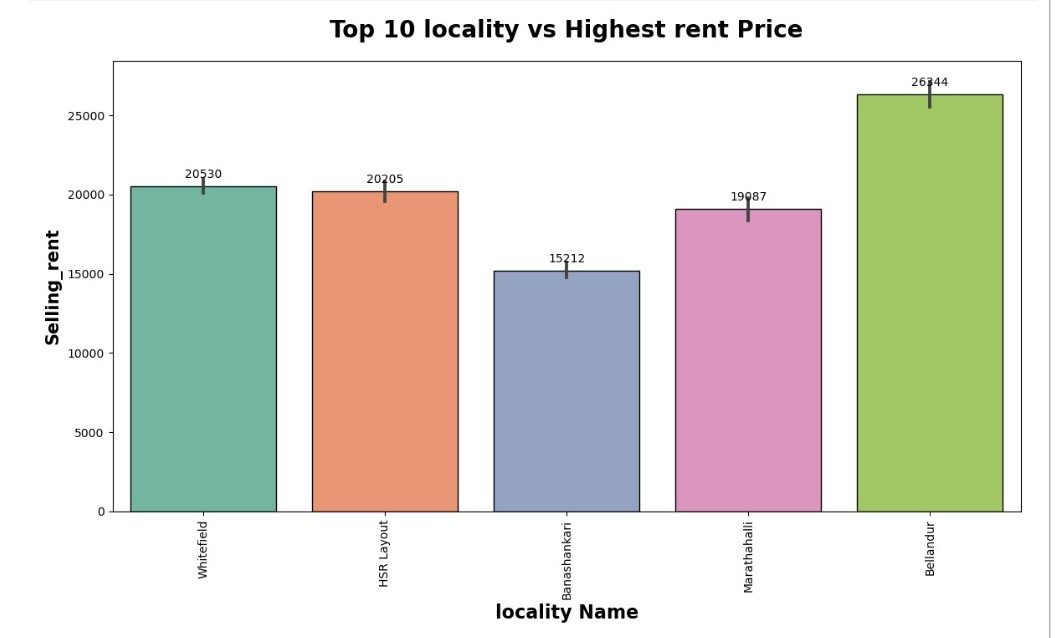 Top 10 locality vs Highest rent Price
26344
25000
20530
20205
20000
19087
15212
15000
10000
5000
0
Selling_rent
Whitefield
HSR Layout
Banashankari
Marathahalli
Bellandur
locality Name